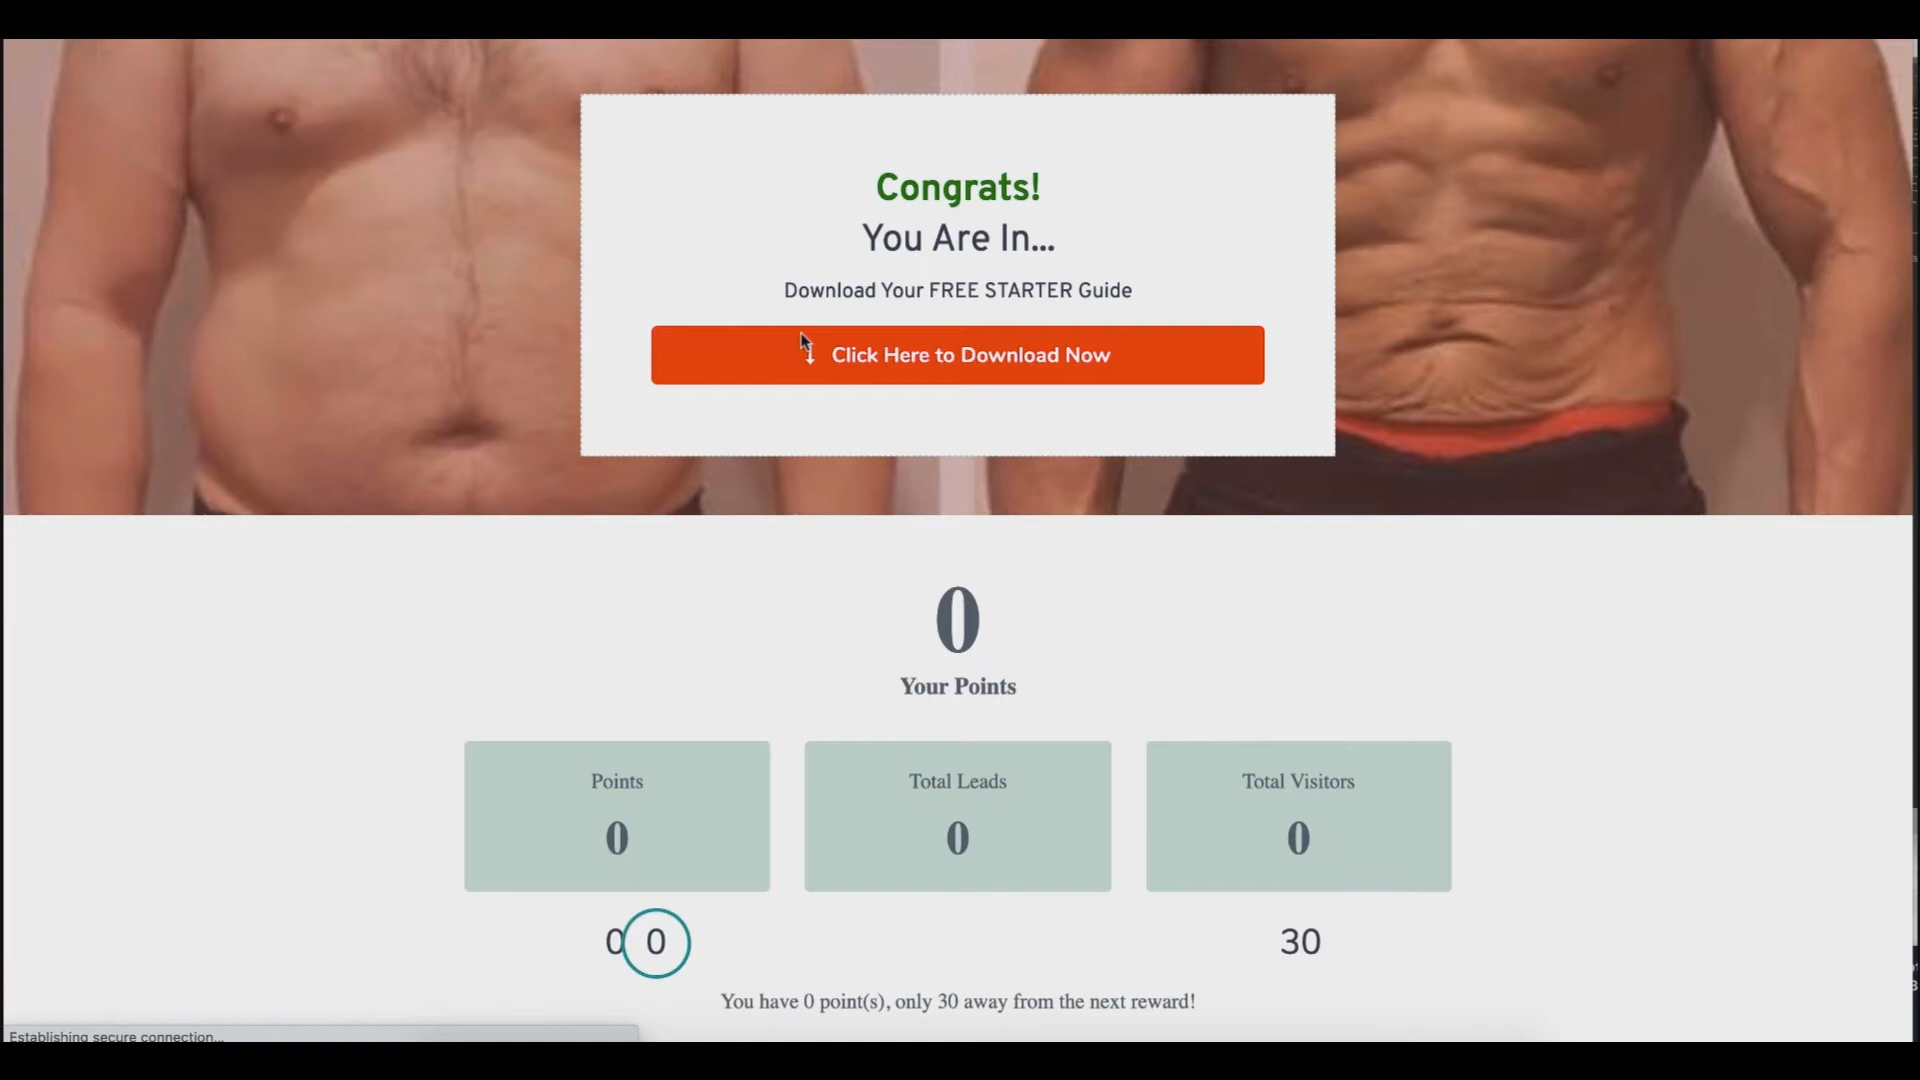 Congrats!
You Are In...
Download Your FREE STARTER Guide
Click Here to Download Now
0
Your Points
Points
Total Leads
Total Visitors
0
0
0
0
0
30
You have 0 point(s), only 30 away from the next reward!
Establishing secure connection...